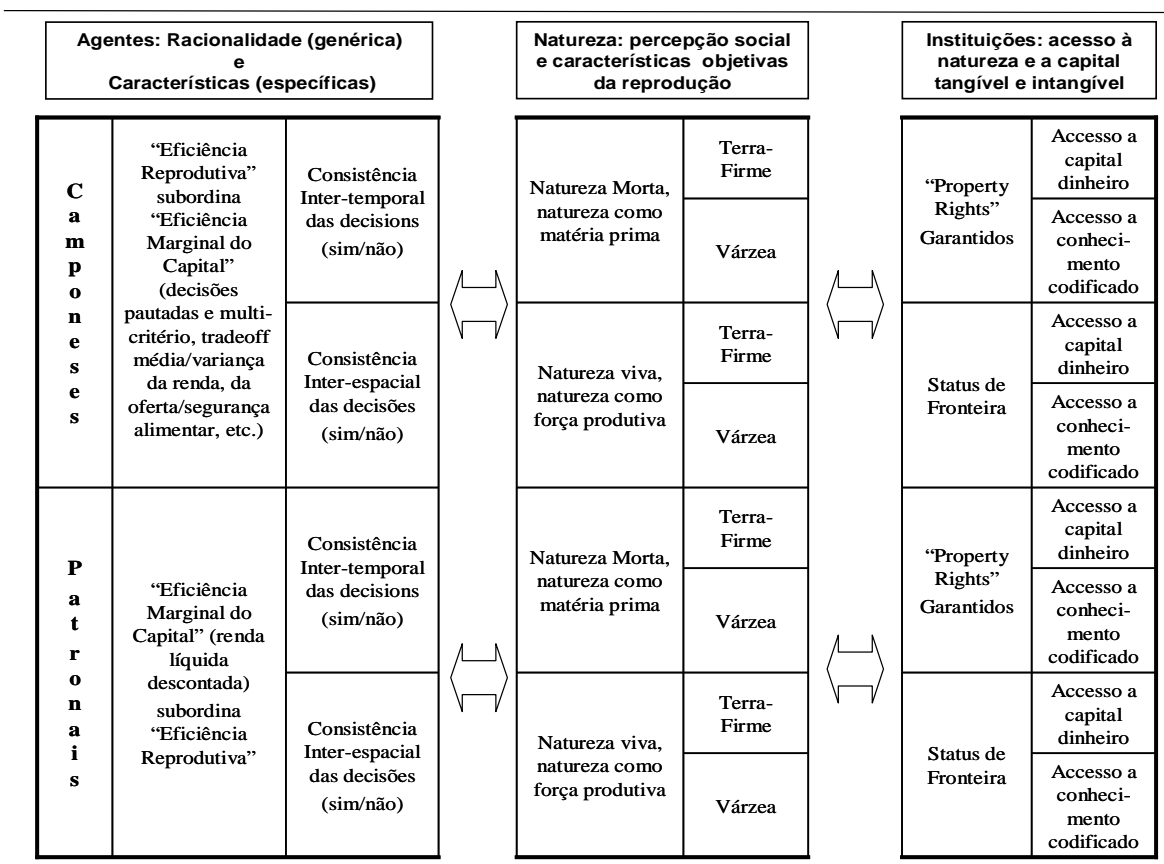 Agentes: Racionalidade (genérica)
e
Características (específicas)
Natureza: percepção social
e características objetivas
da reprodução
Instituições: acesso à
natureza e a capital
tangível e intangível
Camponeses
“Eficiência
Reprodutiva”
subordina
“Eficiência
Marginal do
Capital”
(decisões
pautadas e multi-
critério, tradeoff
média/variança
da renda, da
oferta/segurança
alimentar, etc.)
Consistência
Inter-temporal
das decisions
(sim/não)
Consistência
Inter-espacial
das decisões
(sim/não)
Natureza Morta,
natureza como
matéria prima
Terra-
Firme
Várzea
Natureza viva,
natureza como
força produtiva
Terra-
Firme
Várzea
“Property
Rights”
Garantidos
Accesso a
capital
dinheiro
Accesso a
conheci-
mento
codificado
Status de
Fronteira
Accesso a
capital
dinheiro
Accesso a
conheci-
mento
codificado
Patronais
“Eficiência
Marginal do
Capital” (renda
líquida
descontada)
subordina
“Eficiência
Reprodutiva”
Consistência
Inter-temporal
das decisions
(sim/não)
Consistência
Inter-espacial
das decisões
(sim/não)
Natureza Morta,
natureza como
matéria prima
Terra-
Firme
Várzea
Natureza viva,
natureza como
força produtiva
Terra-
Firme
Várzea
“Property
Rights”
Garantidos
Accesso a
capital
dinheiro
Accesso a
conheci-
mento
codificado
Status de
Fronteira
Accesso a
capital
dinheiro
Accesso a
conheci-
mento
codificado